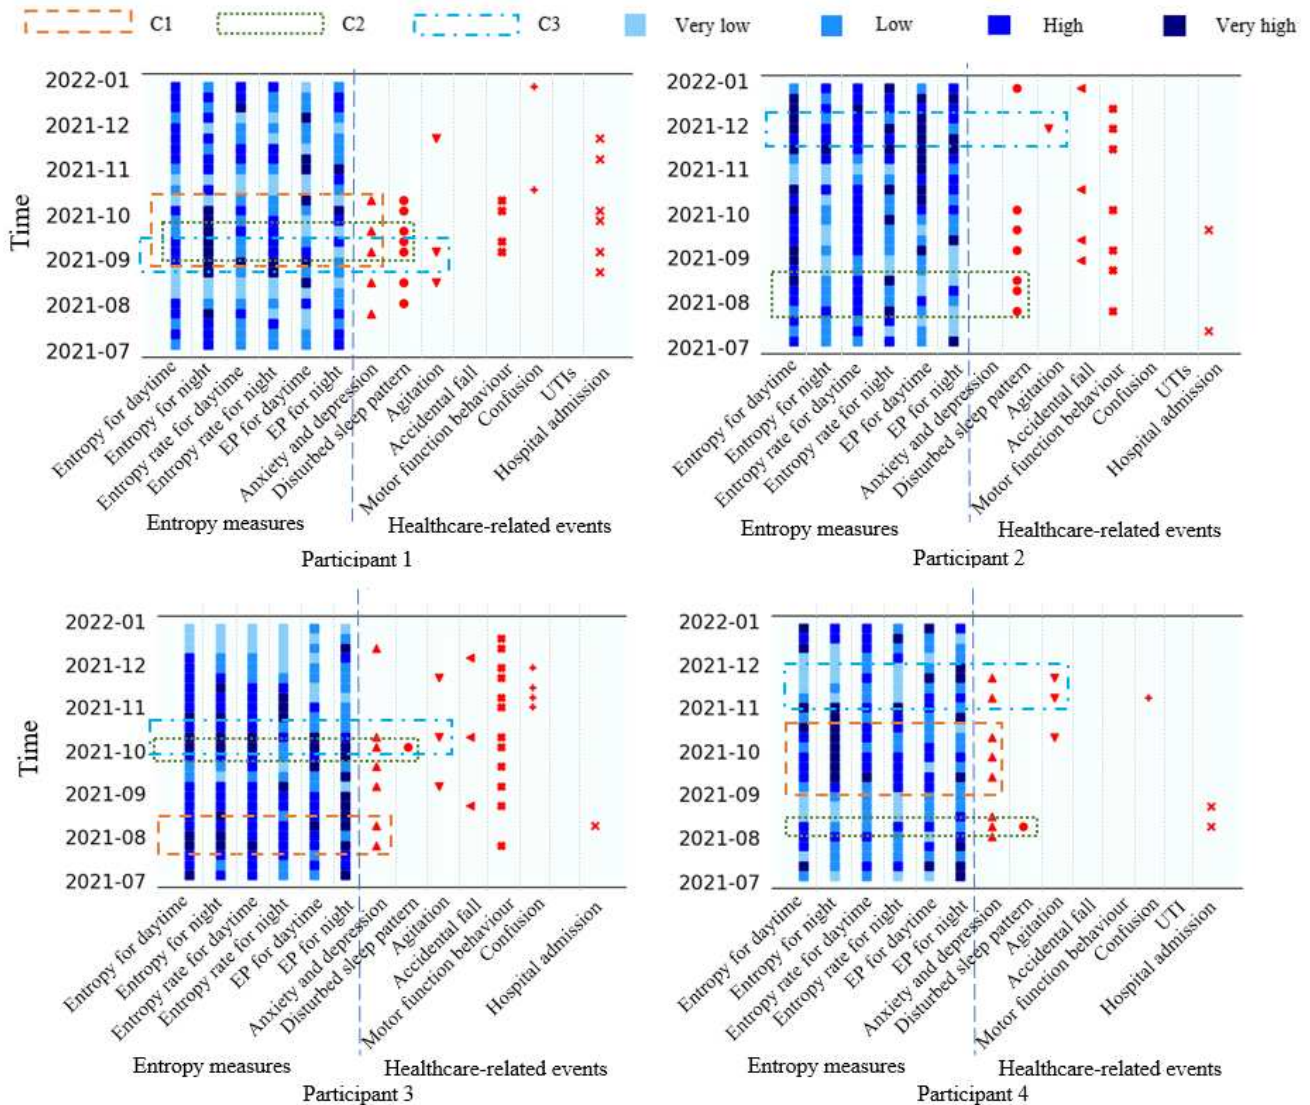 C1 C2 C3 Very low Low High Very high
2022-01
2021-12
2021-11
2021-10
2021-09
2021-08
2021-07
Time
Entropy for daytime
Entropy for night
Entropy rate for daytime
Entropy rate for night
EP for daytime
EP for night
Anxiety and depression
Disturbed sleep pattern
Agitation
Accidental fall
Motor function behaviour
Confusion
UTIs
Hospital admission
Entropy measures Healthcare-related events
Participant 1
2022-01
2021-12
2021-11
2021-10
2021-09
2021-08
2021-07
Entropy for daytime
Entropy for night
Entropy rate for daytime
Entropy rate for night
EP for daytime
EP for night
Anxiety and depression
Disturbed sleep pattern
Agitation
Accidental fall
Motor function behaviour
Confusion
UTIs
Hospital admission
Entropy measures Healthcare-related events
Participant 2
2022-01
2021-12
2021-11
2021-10
2021-09
2021-08
2021-07
Time
Entropy for daytime
Entropy for night
Entropy rate for daytime
Entropy rate for night
EP for daytime
EP for night
Anxiety and depression
Disturbed sleep pattern
Agitation
Accidental fall
Motor function behaviour
Confusion
Hospital admission
Entropy measures Healthcare-related events
Participant 3
2022-01
2021-12
2021-11
2021-10
2021-09
2021-08
2021-07
Entropy for daytime
Entropy for night
Entropy rate for daytime
Entropy rate for night
EP for daytime
EP for night
Anxiety and depression
Disturbed sleep pattern
Agitation
Accidental fall
Motor function behaviour
Confusion
UTI
Hospital admission
Entropy measures Healthcare-related events
Participant 4